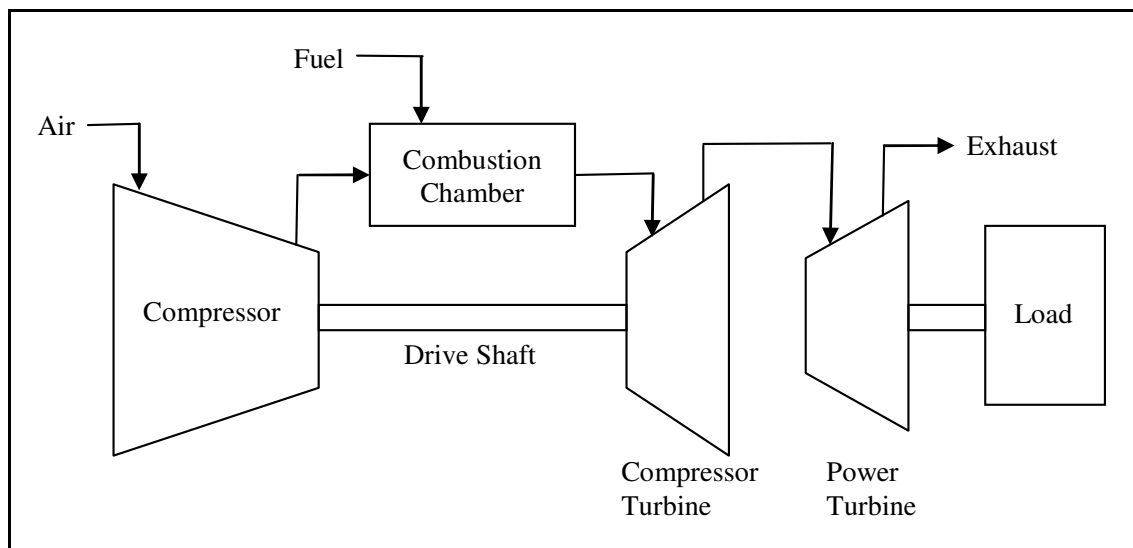 Fuel
Air
Combustion
Chamber
Exhaust
Compressor
Load
Drive Shaft
Compressor
Turbine
Power
Turbine